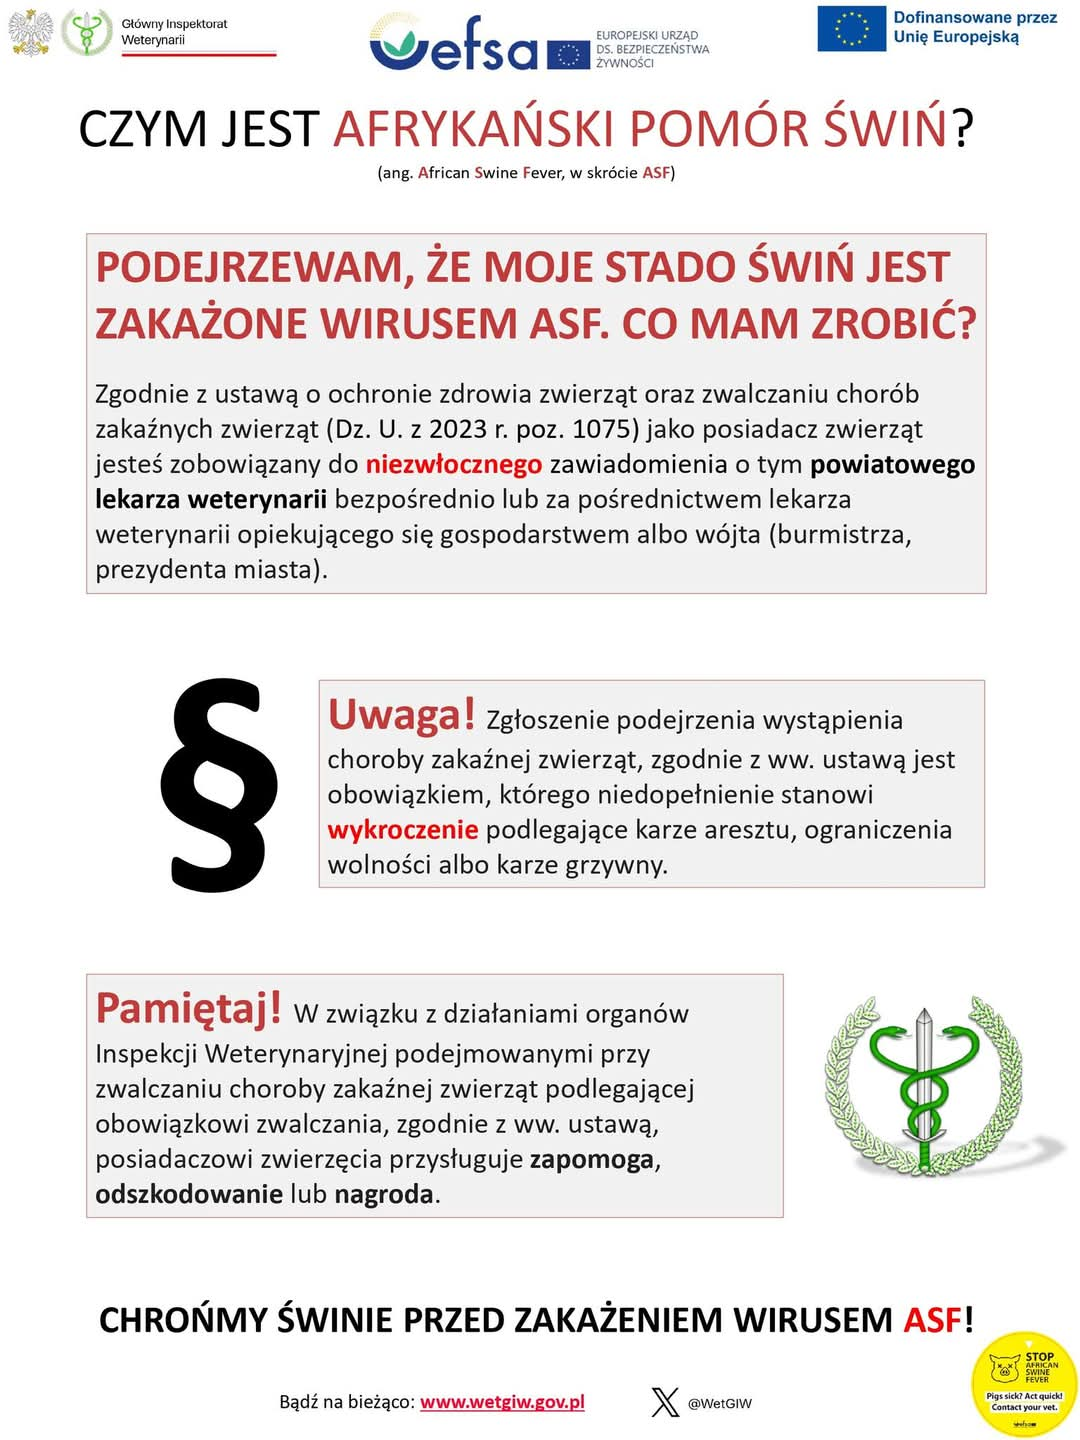 Główny Inspektorat
Weterynarii
efsa
EUROPEJSKI URZĄD
DS. BEZPIECZEŃSTWA
ŻYWNOŚCI
Dofinansowane przez
Unię Europejską
CZYM JEST AFRYKAŃSKI POMÓR ŚWIŃ?
(ang. African Swine Fever, w skrócie ASF)
PODEJRZEWAM, ŻE MOJE STADO ŚWIŃ JEST
ZAKAŻONE WIRUSEM ASF. CO MAM ZROBIĆ?
Zgodnie z ustawą o ochronie zdrowia zwierząt oraz zwalczaniu chorób
zakaźnych zwierząt (Dz. U. z 2023 r. poz. 1075) jako posiadacz zwierząt
jesteś zobowiązany do niezwłocznego zawiadomienia o tym powiatowego
lekarza weterynarii bezpośrednio lub za pośrednictwem lekarza
weterynarii opiekującego się gospodarstwem albo wójta (burmistrza,
prezydenta miasta).
§
Uwaga! Zgłoszenie podejrzenia wystąpienia
choroby zakaźnej zwierząt, zgodnie z ww. ustawą jest
obowiązkiem, którego niedopełnienie stanowi
wykroczenie podlegające karze aresztu, ograniczenia
wolności albo karze grzywny.
Pamiętaj! W związku z działaniami organów
Inspekcji Weterynaryjnej podejmowanymi przy
zwalczaniu choroby zakaźnej zwierząt podlegającej
obowiązkowi zwalczania, zgodnie z ww. ustawą,
posiadaczowi zwierzęcia przysługuje zapomoga,
odszkodowanie lub nagroda.
CHROŃMY ŚWINIE PRZED ZAKAŻENIEM WIRUSEM ASF!
Bądź na bieżąco: www.wetgiw.gov.pl
@WetGIW
STOP
AFRICAN
SWINE
FEVER
Pigs sick? Act quick!
Contact your vet.
efsa